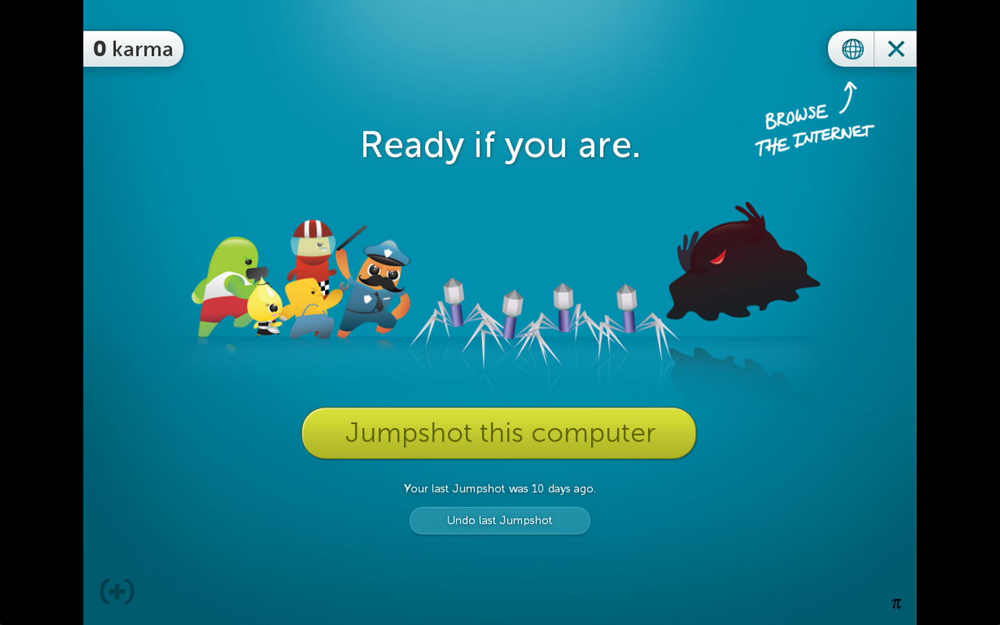 0 karma
BROWSE
THE INTERNET
Ready if you are.
Jumpshot this computer
Your last Jumpshot was 10 days ago.
Undo last Jumpshot
π